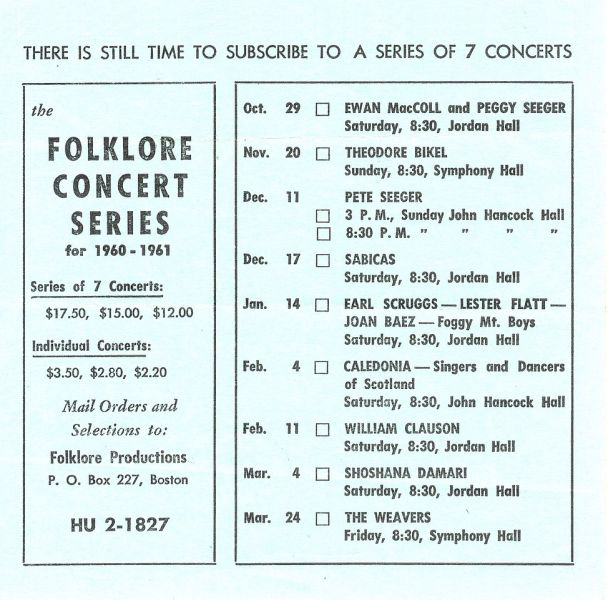 THERE IS STILL TIME TO SUBSCRIBE TO A SERIES OF 7 CONCERTS
the
FOLKLORE
CONCERT
SERIES
for 1960-1961
Series of 7 Concerts:
$17.50, $15.00, $12.00
Individual Concerts:
$3.50, $2.80, $2.20
Mail Orders and
Selections to:
Folklore Productions
P. O. Box 227, Boston
HU 2-1827
Oct. 29 □ EWAN MacCOLL and PEGGY SEEGER
Saturday, 8:30, Jordan Hall
Nov. 20 □ THEODORE BIKEL
Sunday, 8:30, Symphony Hall
Dec. 11 PETE SEEGER
□ 3 P. M., Sunday John Hancock Hall
□ 8:30 P. M. " " " "
Dec. 17 □ SABICAS
Saturday, 8:30, Jordan Hall
Jan. 14 □ EARL SCRUGGS — LESTER FLATT —
JOAN BAEZ — Foggy Mt. Boys
Saturday, 8:30, Jordan Hall
Feb. 4 □ CALEDONIA — Singers and Dancers
of Scotland
Saturday, 8:30, John Hancock Hall
Feb. 11 □ WILLIAM CLAUSON
Saturday, 8:30, Jordan Hall
Mar. 4 □ SHOSHANA DAMARI
Saturday, 8:30, Jordan Hall
Mar. 24 □ THE WEAVERS
Friday, 8:30, Symphony Hall